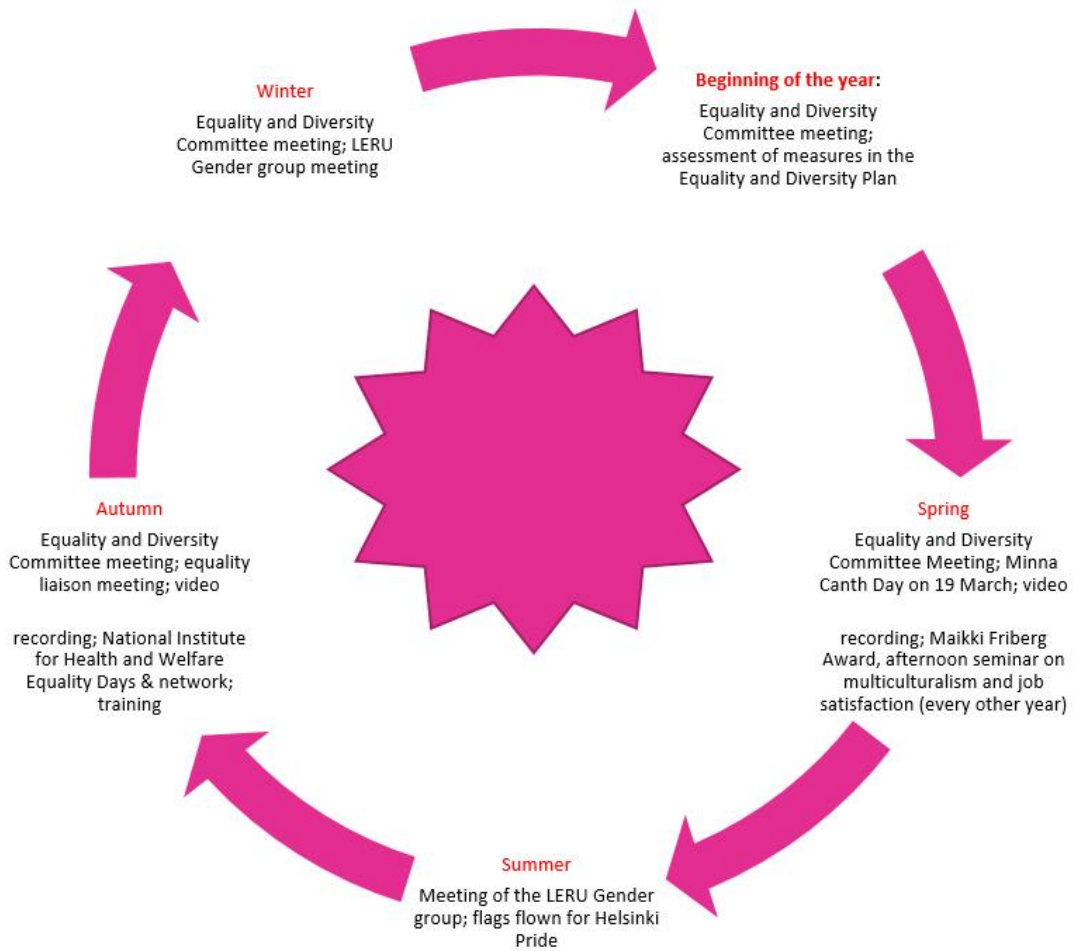 Winter
Equality and Diversity
Committee meeting; LERU
Gender group meeting
Beginning of the year:
Equality and Diversity
Committee meeting;
assessment of measures in the
Equality and Diversity Plan
Spring
Equality and Diversity
Committee Meeting; Minna
Canth Day on 19 March; video
recording; Maikki Friberg
Award, afternoon seminar on
multiculturalism and job
satisfaction (every other year)
Summer
Meeting of the LERU Gender
group; flags flown for Helsinki
Pride
Autumn
Equality and Diversity
Committee meeting; equality
liaison meeting; video
recording; National Institute
for Health and Welfare
Equality Days & network;
training